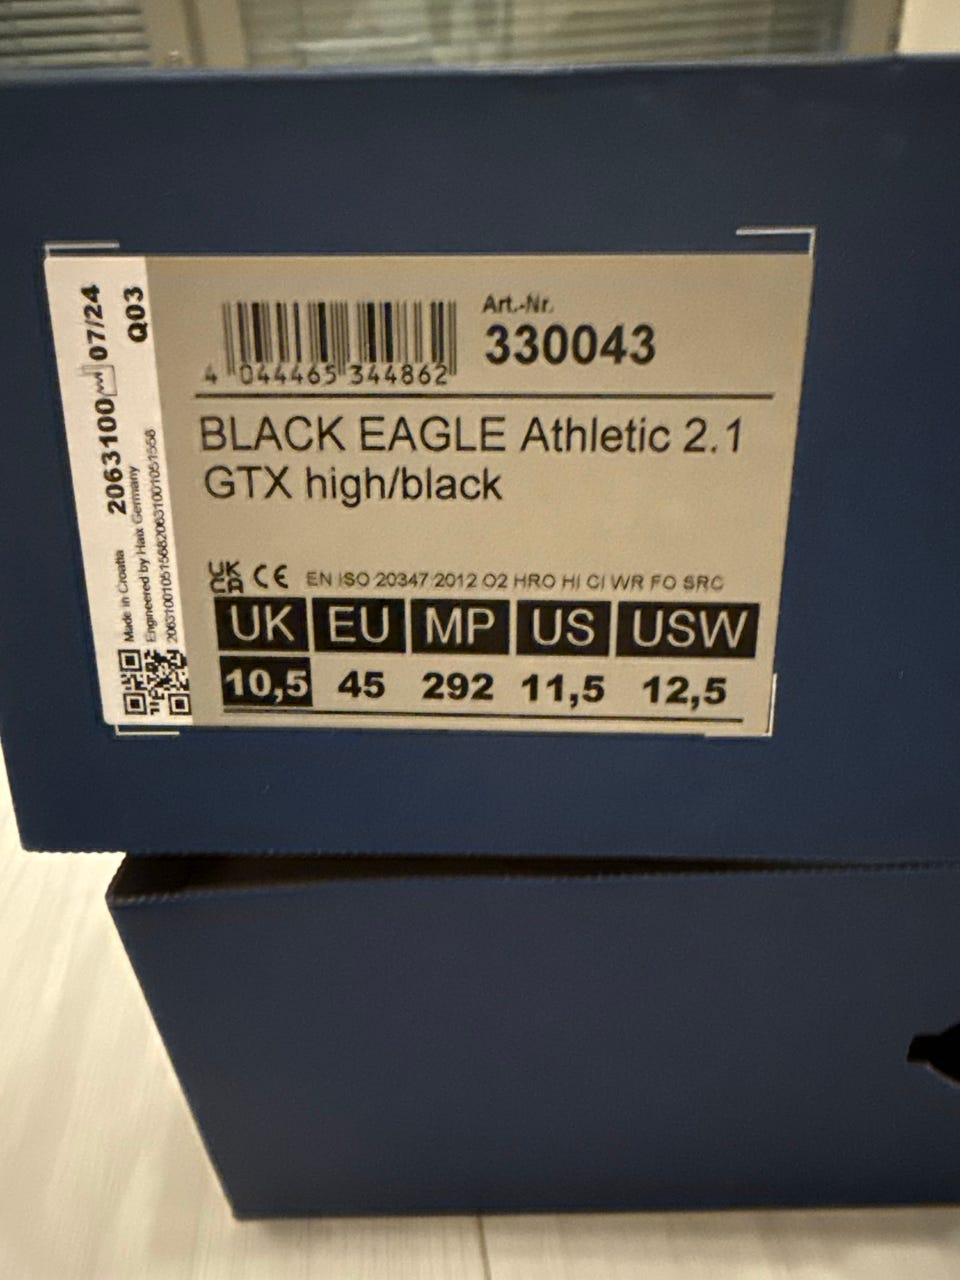 2063100 07/24 Q03
Made in Croatia
Engineered by Haix Germany
Art.-Nr.
330043
4 044465 344862
BLACK EAGLE Athletic 2.1
GTX high/black
UK
CA CE EN ISO 20347:2012 O2 HRO HI CI WR FO SRC
UK EU MP US USW
10,5 45 292 11,5 12,5